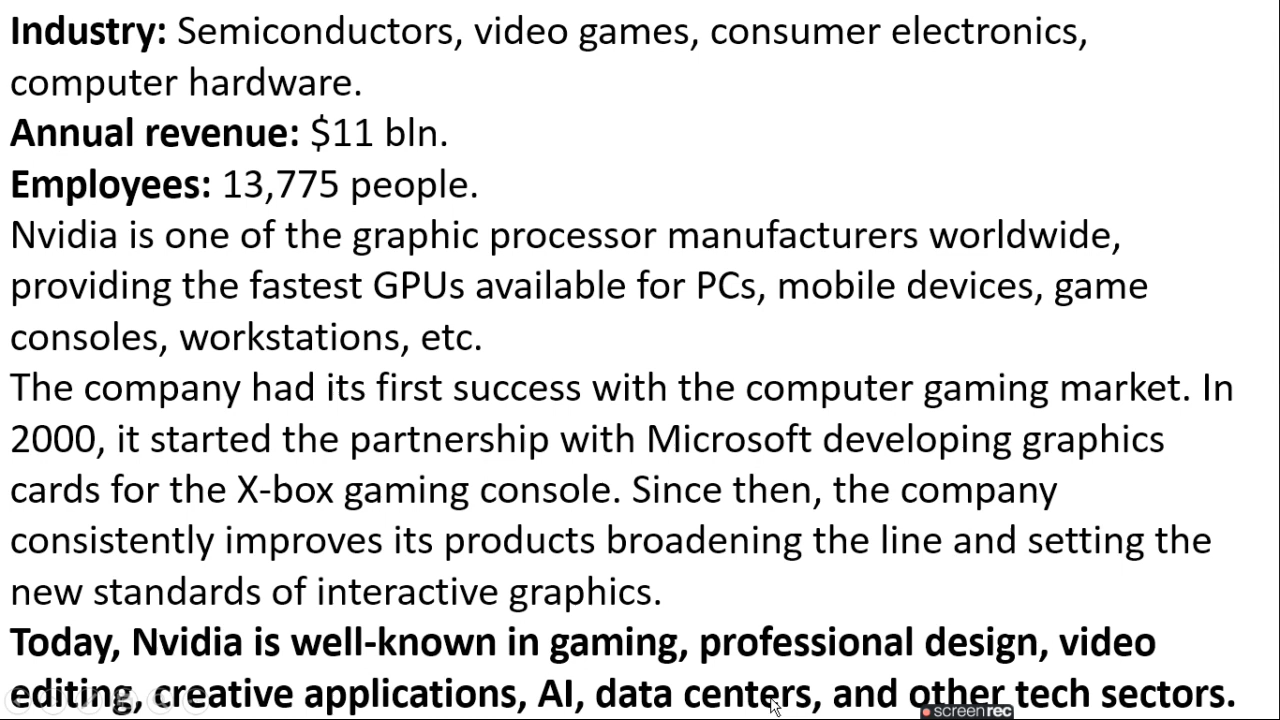 Industry: Semiconductors, video games, consumer electronics,
computer hardware.
Annual revenue: $11 bln.
Employees: 13,775 people.
Nvidia is one of the graphic processor manufacturers worldwide,
providing the fastest GPUs available for PCs, mobile devices, game
consoles, workstations, etc.
The company had its first success with the computer gaming market. In
2000, it started the partnership with Microsoft developing graphics
cards for the X-box gaming console. Since then, the company
consistently improves its products broadening the line and setting the
new standards of interactive graphics.
Today, Nvidia is well-known in gaming, professional design, video
editing, creative applications, AI, data centers, and other tech sectors.
screenrec